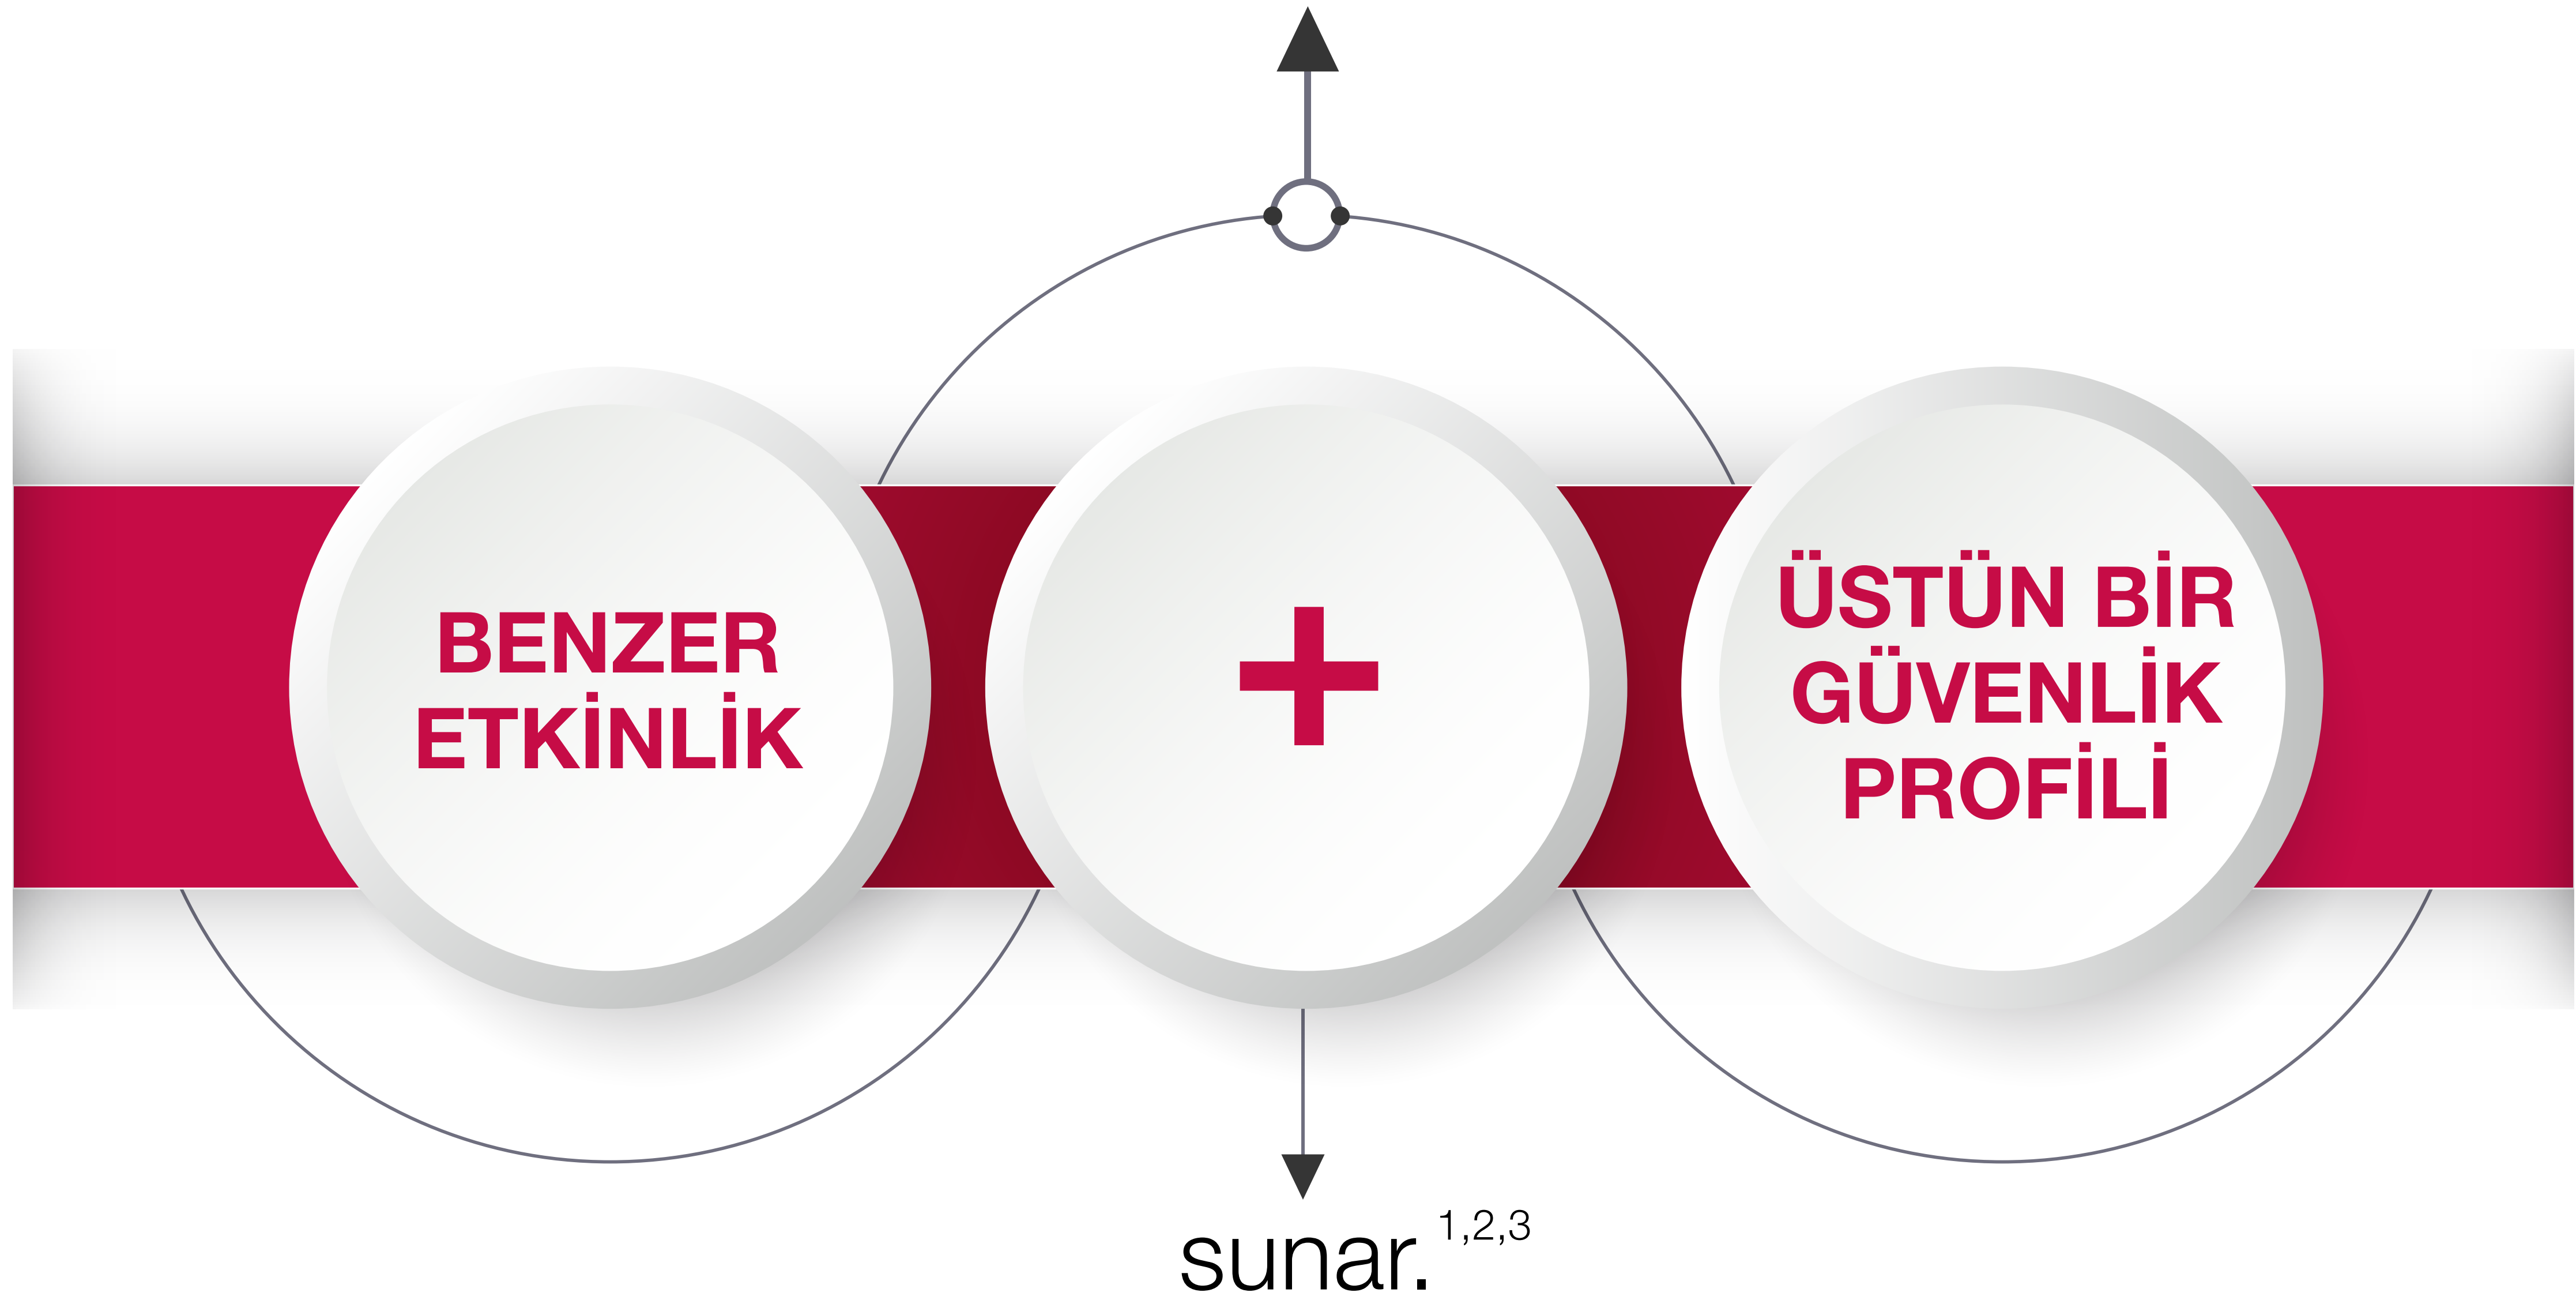 BENZER
ETKİNLİK
+
ÜSTÜN BİR
GÜVENLİK
PROFİLİ
sunar.1,2,3